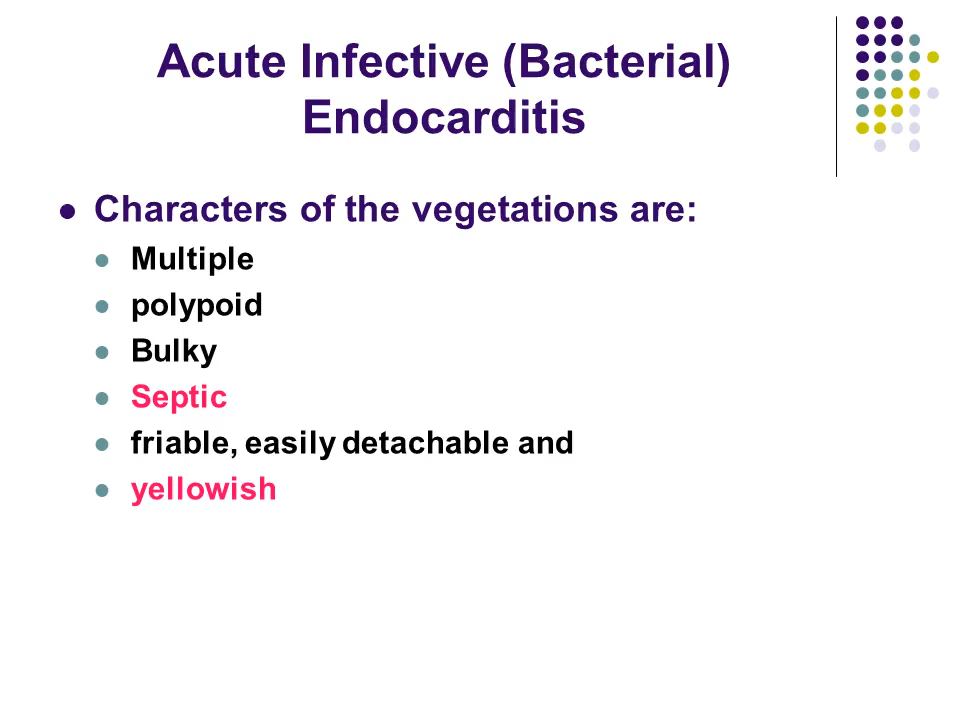 Acute Infective (Bacterial)
Endocarditis
Characters of the vegetations are:
Multiple
polypoid
Bulky
Septic
friable, easily detachable and
yellowish